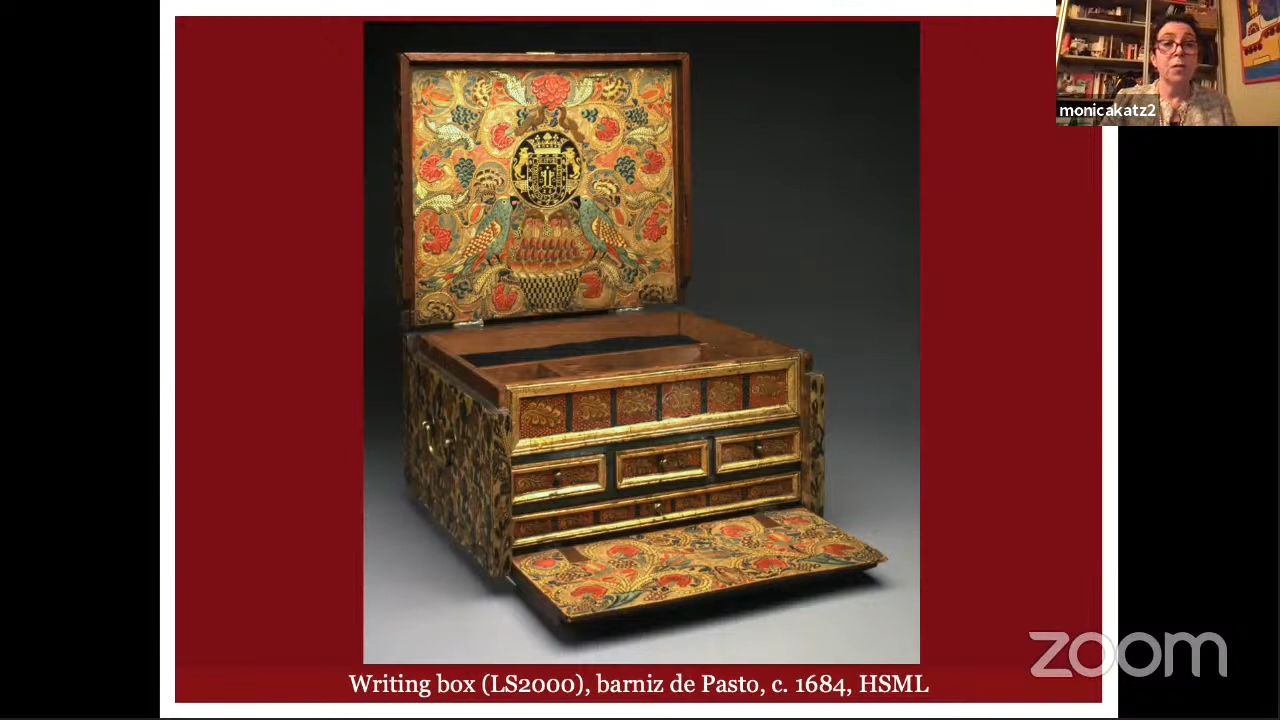 monicakatz2
zoom
Writing box (LS2000), barniz de Pasto, c. 1684, HSML